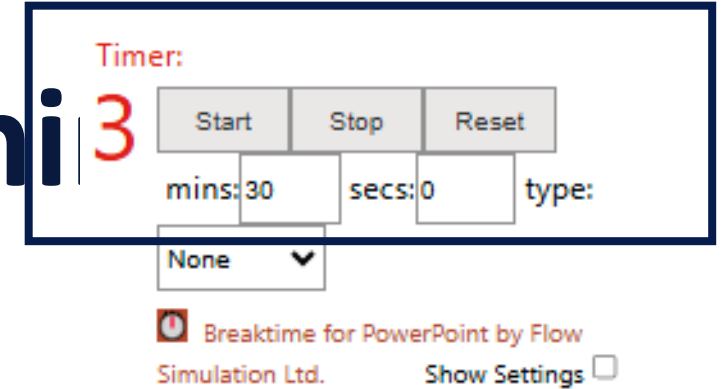 Timer:
3 Start Stop Reset
mins: 30 secs: 0 type:
None
Breaktime for PowerPoint by Flow
Simulation Ltd. Show Settings